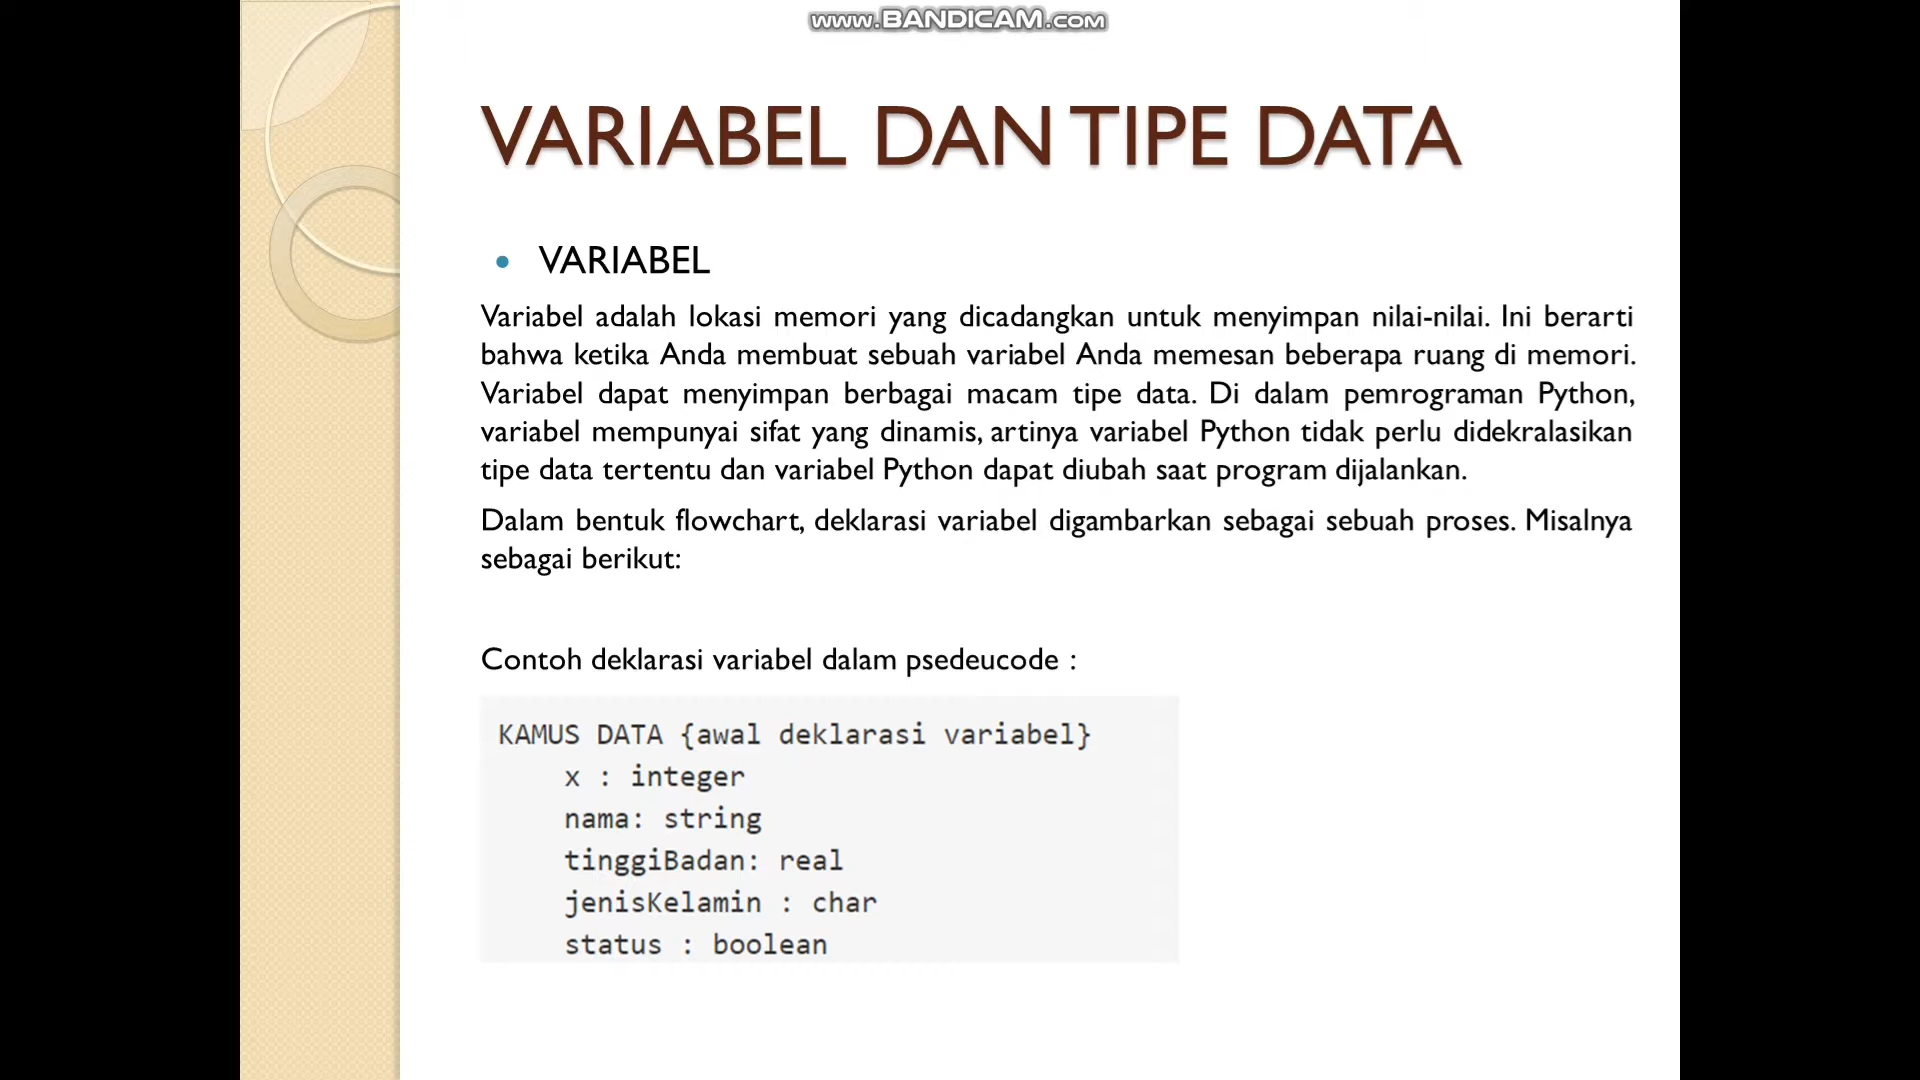 www.BANDICAM.com
VARIABEL DAN TIPE DATA
• VARIABEL
Variabel adalah lokasi memori yang dicadangkan untuk menyimpan nilai-nilai. Ini berarti
bahwa ketika Anda membuat sebuah variabel Anda memesan beberapa ruang di memori.
Variabel dapat menyimpan berbagai macam tipe data. Di dalam pemrograman Python,
variabel mempunyai sifat yang dinamis, artinya variabel Python tidak perlu didekralasikan
tipe data tertentu dan variabel Python dapat diubah saat program dijalankan.
Dalam bentuk flowchart, deklarasi variabel digambarkan sebagai sebuah proses. Misalnya
sebagai berikut:
Contoh deklarasi variabel dalam psedeucode :
KAMUS DATA {awal deklarasi variabel}
x : integer
nama: string
tinggiBadan: real
jenisKelamin : char
status : boolean